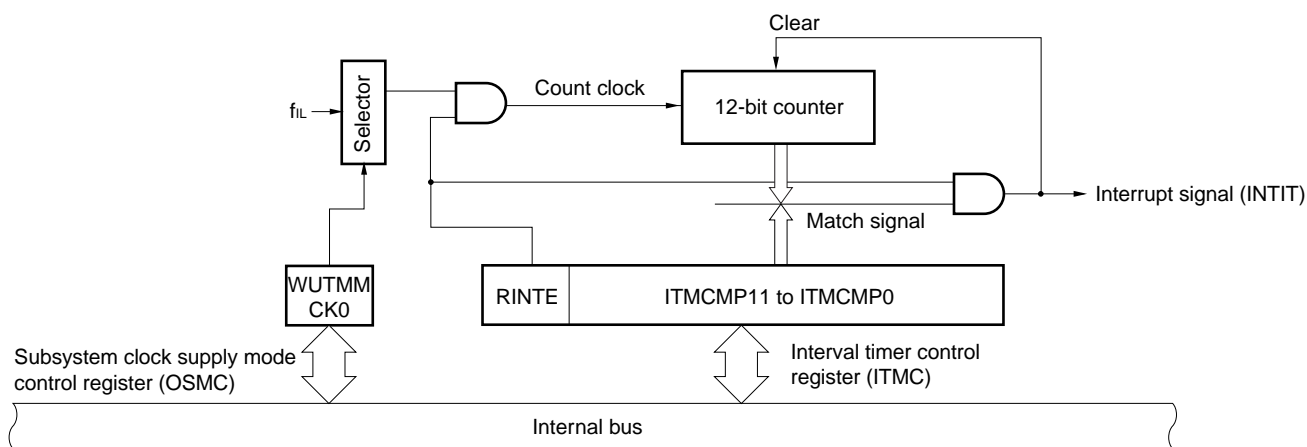 Clear
Selector
fIL
Count clock
12-bit counter
Interrupt signal (INTIT)
Match signal
WUTMM
CK0
RINTE
ITMCMP11 to ITMCMP0
Subsystem clock supply mode
control register (OSMC)
Interval timer control
register (ITMC)
Internal bus